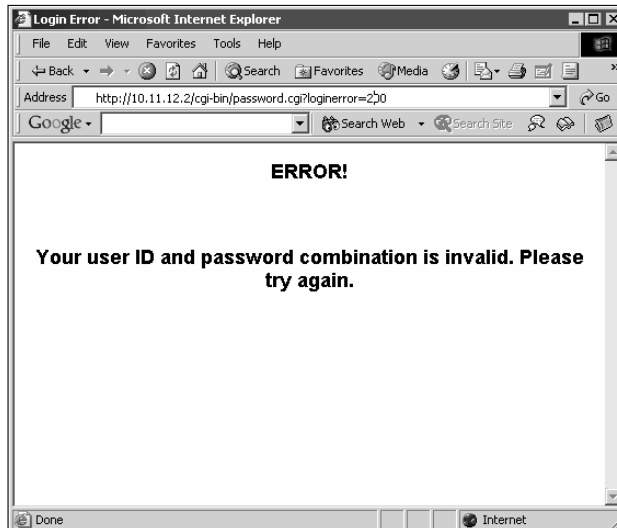 Login Error - Microsoft Internet Explorer
File Edit View Favorites Tools Help
Back Search Favorites Media »
Address http://10.11.12.2/cgi-bin/password.cgi?loginerror=200 Go
Google Search Web Search Site
ERROR!
Your user ID and password combination is invalid. Please
try again.
Done Internet